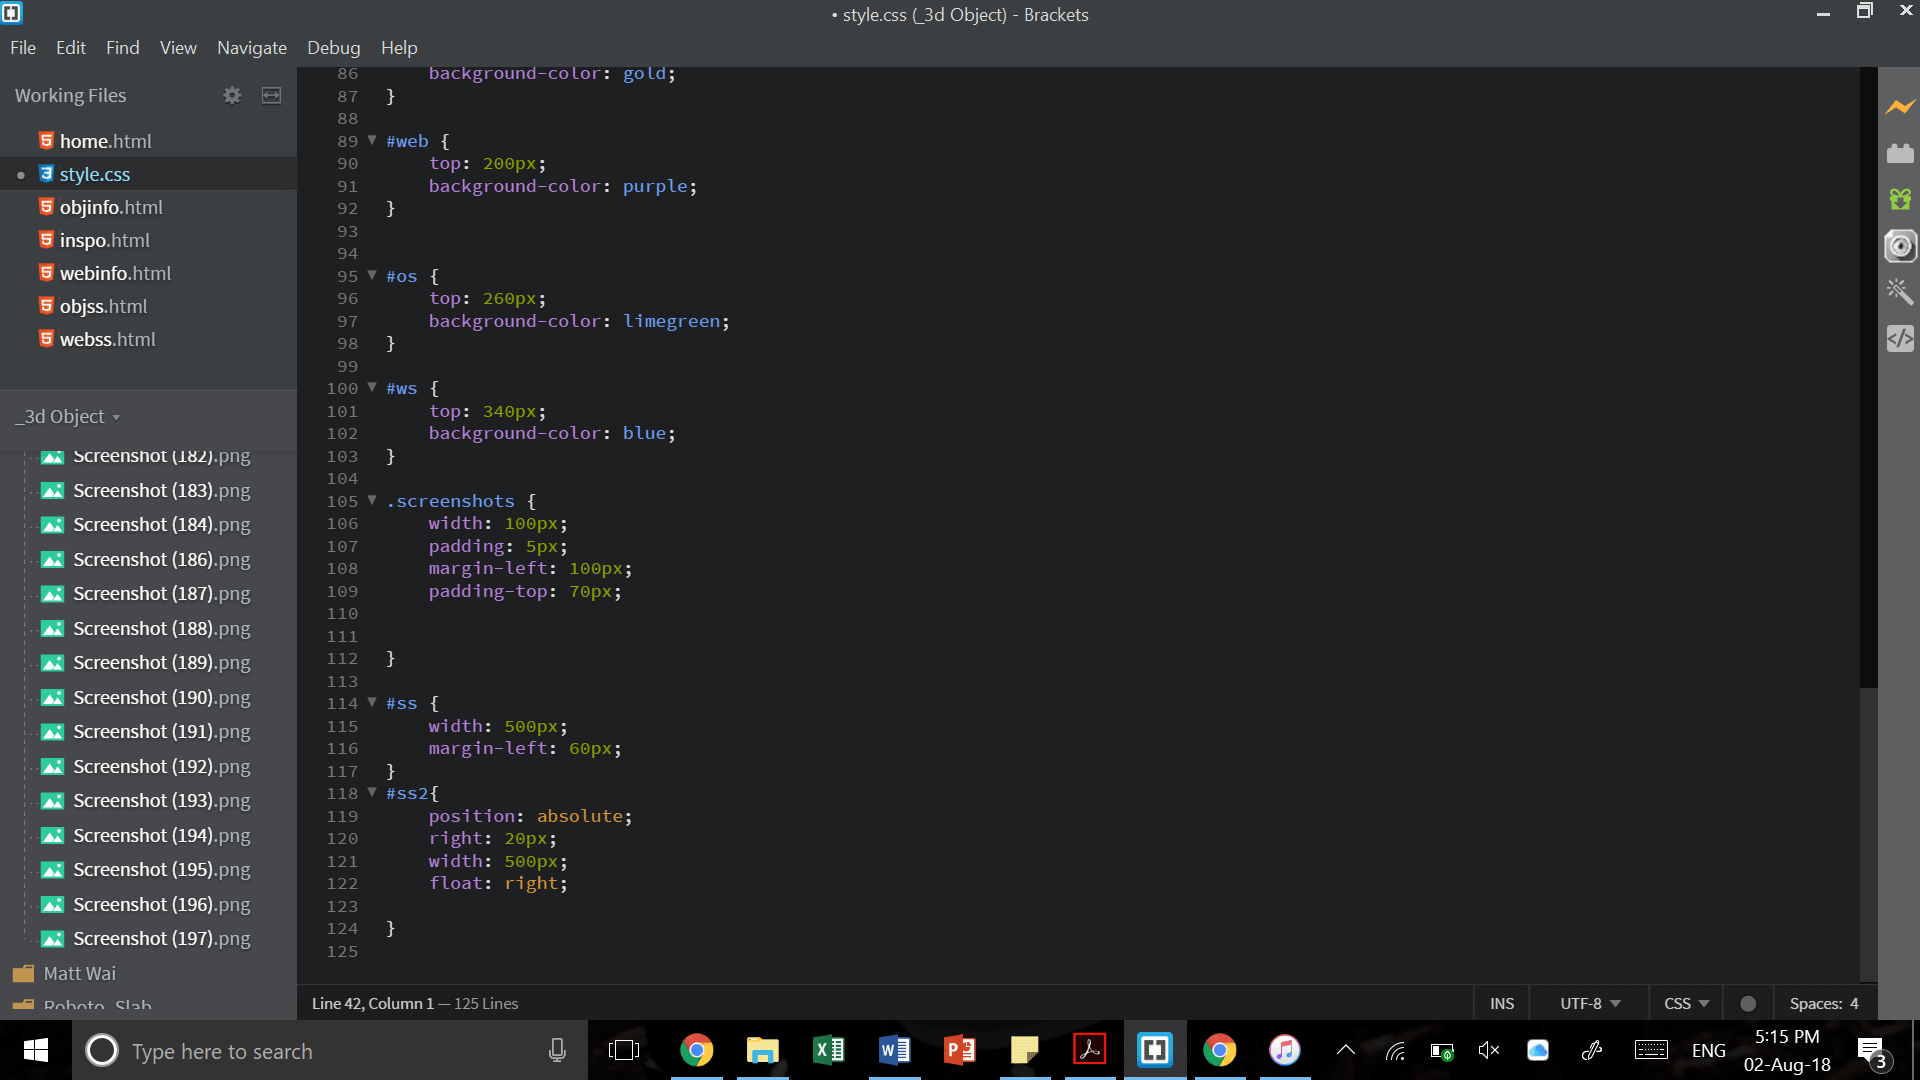 • style.css (_3d Object) - Brackets
File Edit Find View Navigate Debug Help
Working Files
home.html
style.css
objinfo.html
inspo.html
webinfo.html
objss.html
webss.html
_3d Object
Screenshot (182).png
Screenshot (183).png
Screenshot (184).png
Screenshot (186).png
Screenshot (187).png
Screenshot (188).png
Screenshot (189).png
Screenshot (190).png
Screenshot (191).png
Screenshot (192).png
Screenshot (193).png
Screenshot (194).png
Screenshot (195).png
Screenshot (196).png
Screenshot (197).png
Matt Wai
Roboto_Slab
86 background-color: gold;
87 }
88
89 #web {
90 top: 200px;
91 background-color: purple;
92 }
93
94
95 #os {
96 top: 260px;
97 background-color: limegreen;
98 }
99
100 #ws {
101 top: 340px;
102 background-color: blue;
103 }
104
105 .screenshots {
106 width: 100px;
107 padding: 5px;
108 margin-left: 100px;
109 padding-top: 70px;
110
111
112 }
113
114 #ss {
115 width: 500px;
116 margin-left: 60px;
117 }
118 #ss2{
119 position: absolute;
120 right: 20px;
121 width: 500px;
122 float: right;
123
124 }
125
Line 42, Column 1 — 125 Lines
INS UTF-8 CSS Spaces: 4
Type here to search
ENG
5:15 PM
02-Aug-18
3